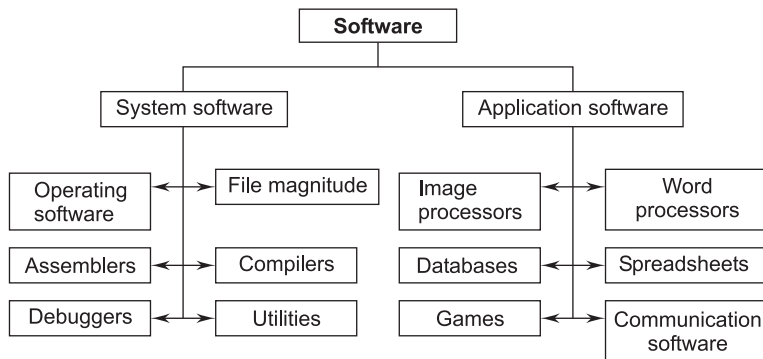 Software
System software
Application software
Operating
software
File magnitude
Image
processors
Word
processors
Assemblers
Compilers
Databases
Spreadsheets
Debuggers
Utilities
Games
Communication
software